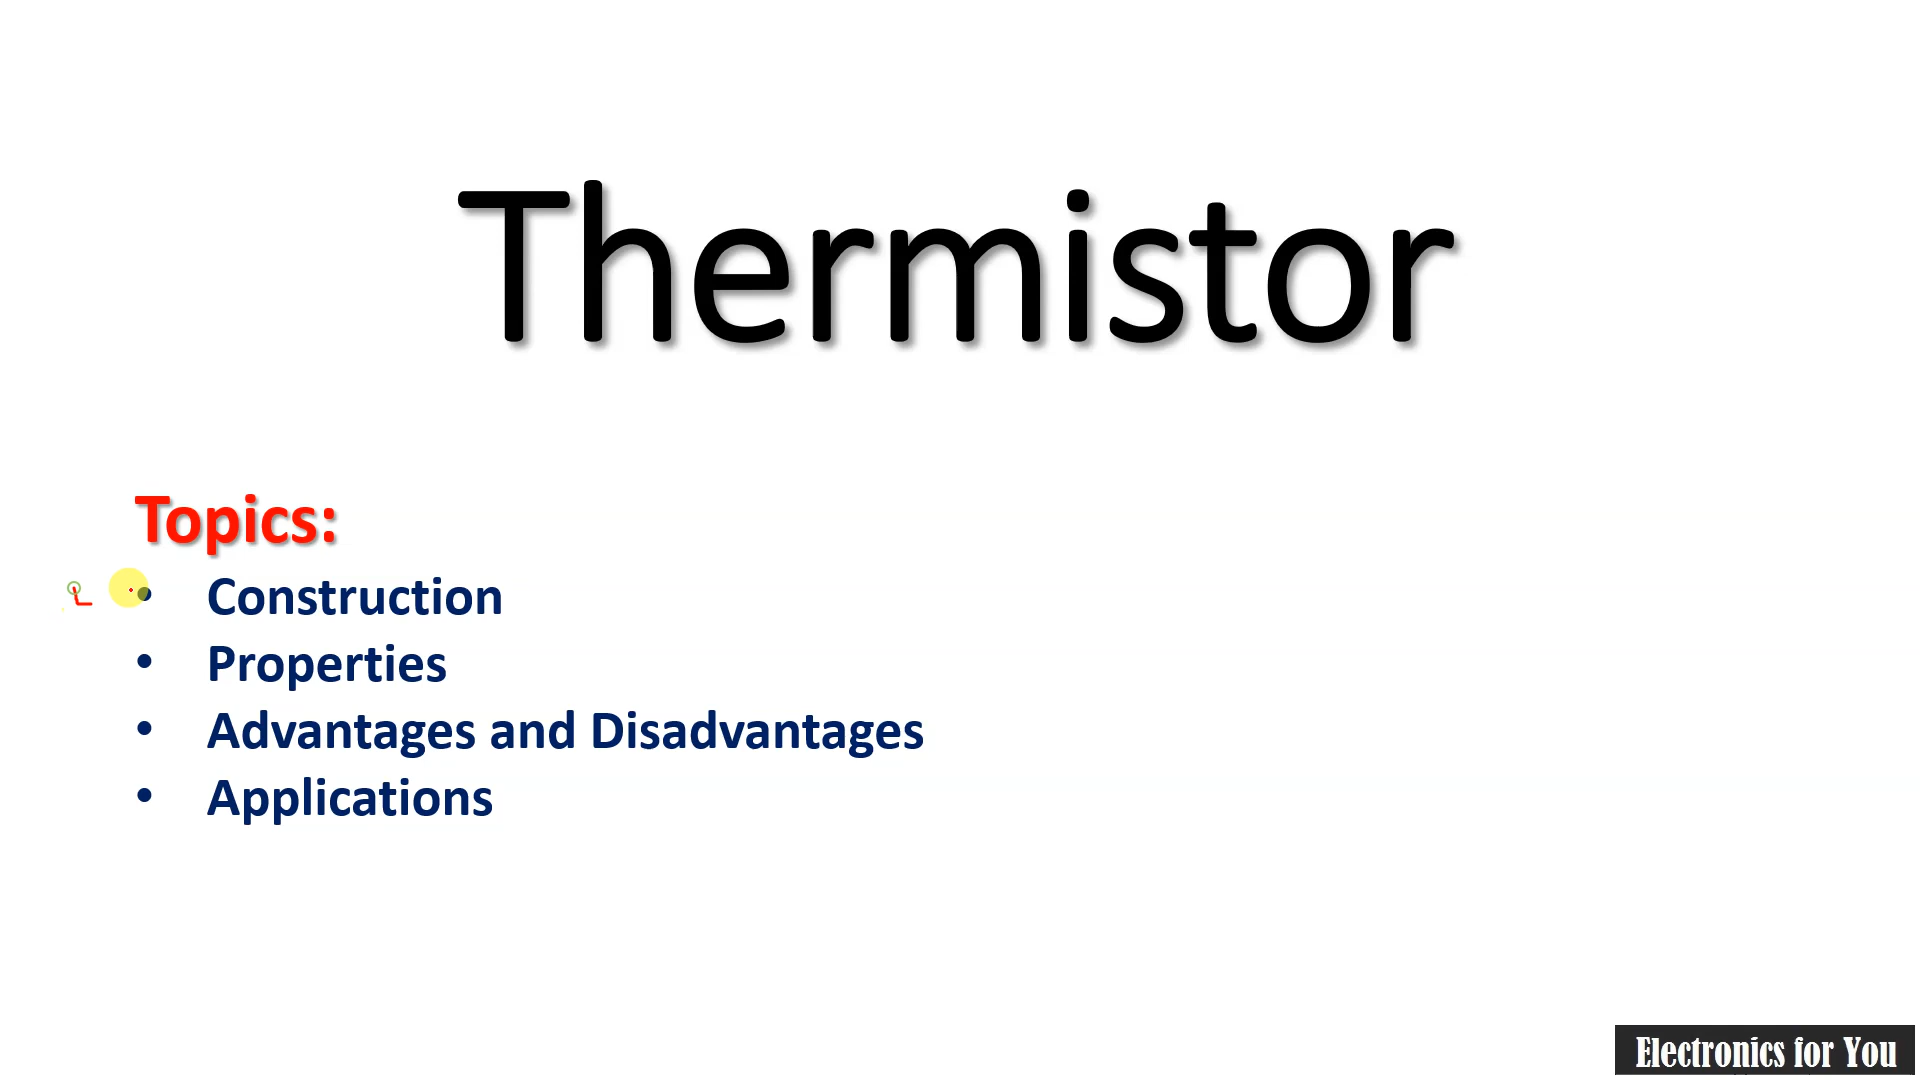 Thermistor
Topics:
• Construction
• Properties
• Advantages and Disadvantages
• Applications
Electronics for You